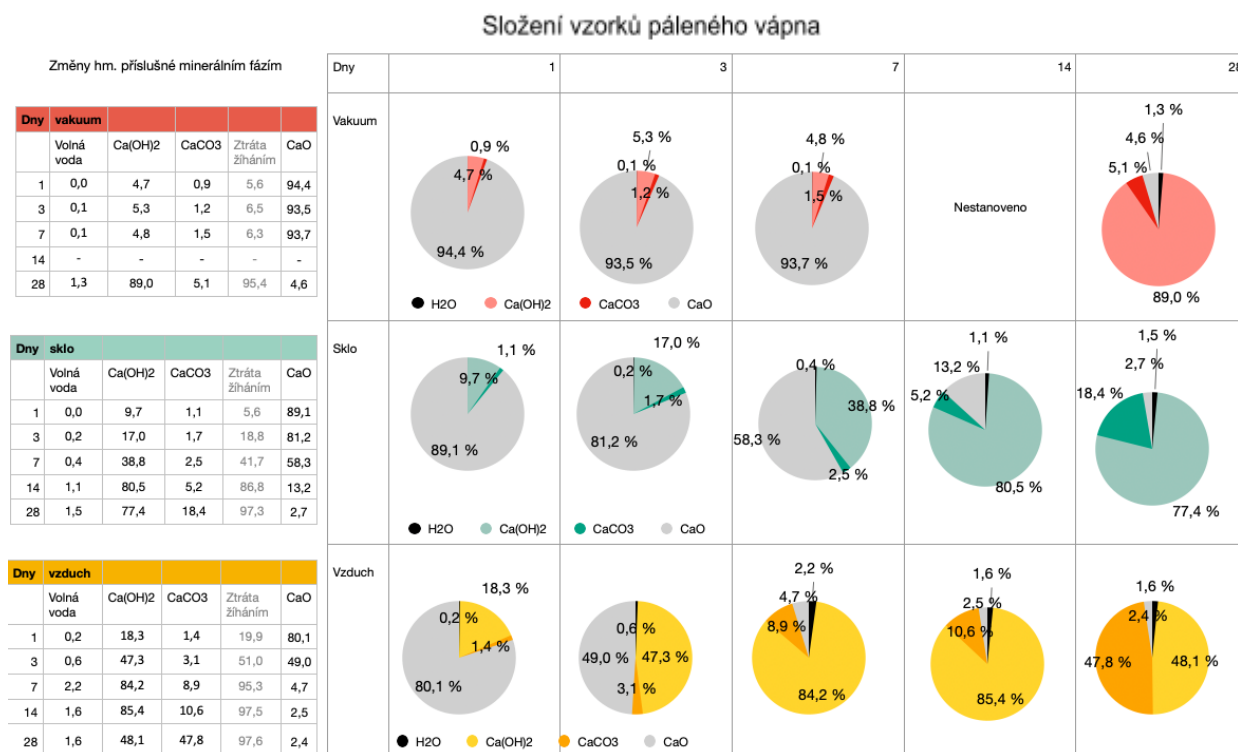 Složení vzorků páleného vápna
Změny hm. příslušné minerálním fázím
Dny vakuum
Volná voda Ca(OH)2 CaCO3 Ztráta žíháním CaO
1 0,0 4,7 0,9 5,6 94,4
3 0,1 5,3 1,2 6,5 93,5
7 0,1 4,8 1,5 6,3 93,7
14 - - - - -
28 1,3 89,0 5,1 95,4 4,6
Dny sklo
Volná voda Ca(OH)2 CaCO3 Ztráta žíháním CaO
1 0,0 9,7 1,1 5,6 89,1
3 0,2 17,0 1,7 18,8 81,2
7 0,4 38,8 2,5 41,7 58,3
14 1,1 80,5 5,2 86,8 13,2
28 1,5 77,4 18,4 97,3 2,7
Dny vzduch
Volná voda Ca(OH)2 CaCO3 Ztráta žíháním CaO
1 0,2 18,3 1,4 19,9 80,1
3 0,6 47,3 3,1 51,0 49,0
7 2,2 84,2 8,9 95,3 4,7
14 1,6 85,4 10,6 97,5 2,5
28 1,6 48,1 47,8 97,6 2,4
Dny 1 3 7 14 28
Vakuum
0,9 %
4,7 %
94,4 %
5,3 %
0,1 %
1,2 %
93,5 %
4,8 %
0,1 %
1,5 %
93,7 %
Nestanoveno
1,3 %
4,6 %
5,1 %
89,0 %
H2O Ca(OH)2 CaCO3 CaO
Sklo
1,1 %
9,7 %
89,1 %
17,0 %
0,2 %
1,7 %
81,2 %
0,4 %
38,8 %
58,3 %
2,5 %
1,1 %
13,2 %
5,2 %
80,5 %
1,5 %
2,7 %
18,4 %
77,4 %
H2O Ca(OH)2 CaCO3 CaO
Vzduch
18,3 %
0,2 %
1,4 %
80,1 %
0,6 %
49,0 %
47,3 %
3,1 %
2,2 %
4,7 %
8,9 %
84,2 %
1,6 %
2,5 %
10,6 %
85,4 %
1,6 %
2,4 %
47,8 %
48,1 %
H2O Ca(OH)2 CaCO3 CaO